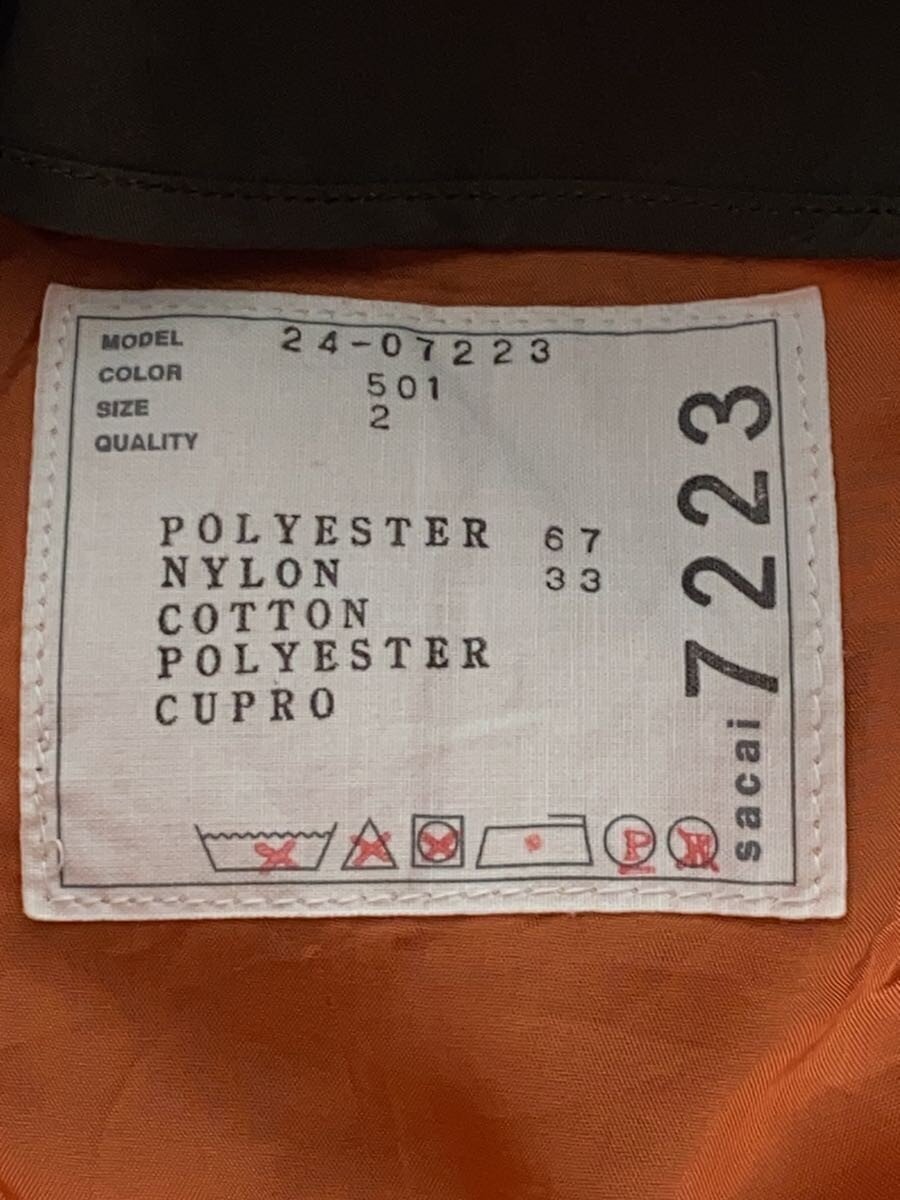 MODEL 24-07223
COLOR 501
SIZE 2
QUALITY
POLYESTER 67
NYLON 33
COTTON
POLYESTER
CUPRO
P
sacai 7223